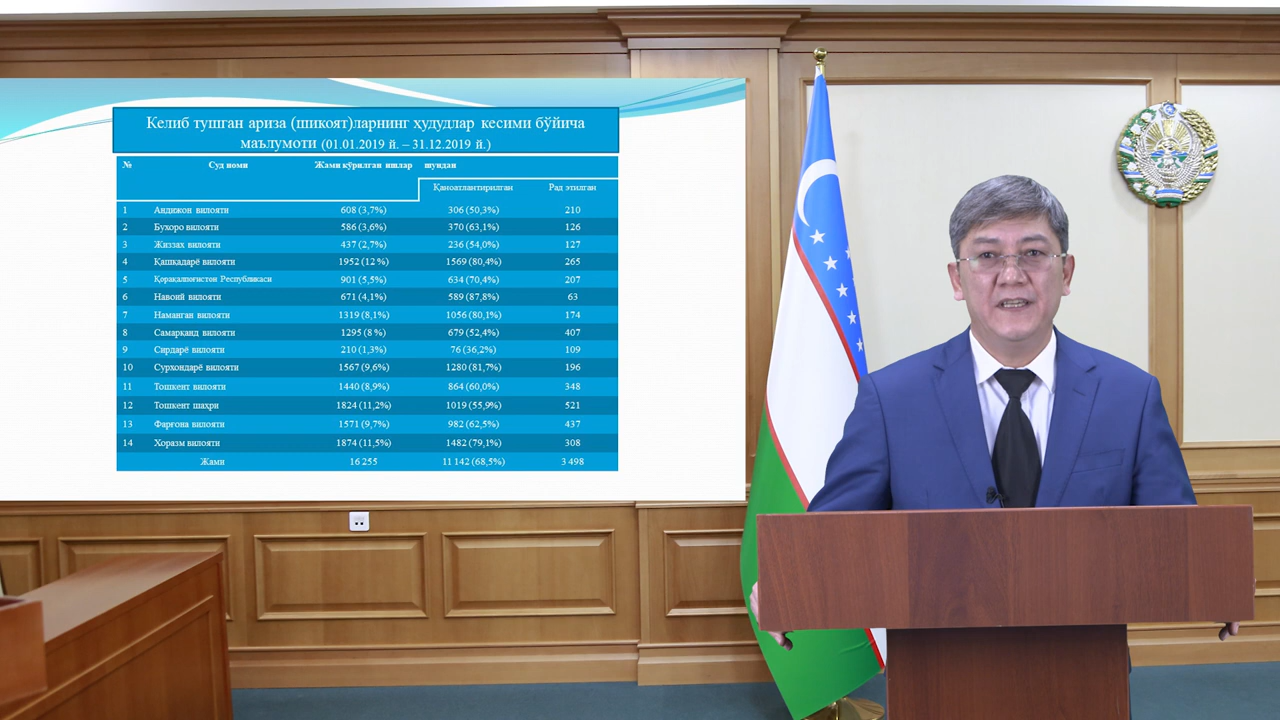 Келиб тушган ариза (шикоят)ларнинг ҳудудлар кесими бўйича
маълумоти (01.01.2019 й. – 31.12.2019 й.)
№ Суд номи Жами кўрилган ишлар шундан
Қаноатлантирилган Рад этилган
1 Андижон вилояти 608 (3,7%) 306 (50,3%) 210
2 Бухоро вилояти 586 (3,6%) 370 (63,1%) 126
3 Жиззах вилояти 437 (2,7%) 236 (54,0%) 127
4 Қашкадарё вилояти 1952 (12 %) 1569 (80,4%) 265
5 Қорақалпоғистон Республикаси 901 (5,5%) 634 (70,4%) 207
6 Навоий вилояти 671 (4,1%) 589 (87,8%) 63
7 Наманган вилояти 1319 (8,1%) 1056 (80,1%) 174
8 Самарқанд вилояти 1295 (8 %) 679 (52,4%) 407
9 Сирдарё вилояти 210 (1,3%) 76 (36,2%) 109
10 Сурхондарё вилояти 1567 (9,6%) 1280 (81,7%) 196
11 Тошкент вилояти 1440 (8,9%) 864 (60,0%) 348
12 Тошкент шаҳри 1824 (11,2%) 1019 (55,9%) 521
13 Фарғона вилояти 1571 (9,7%) 982 (62,5%) 437
14 Хоразм вилояти 1874 (11,5%) 1482 (79,1%) 308
Жами 16 255 11 142 (68,5%) 3 498